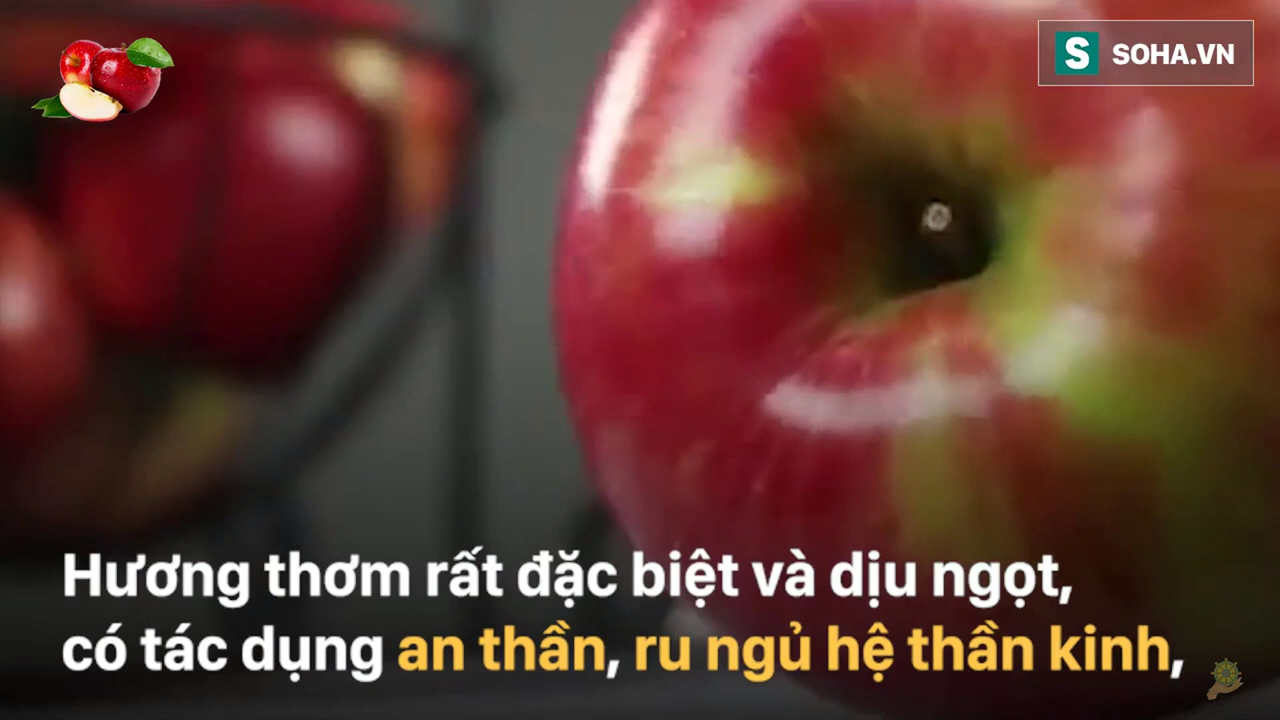 S SOHA.VN
Hương thơm rất đặc biệt và dịu ngọt,
có tác dụng an thần, ru ngủ hệ thần kinh,